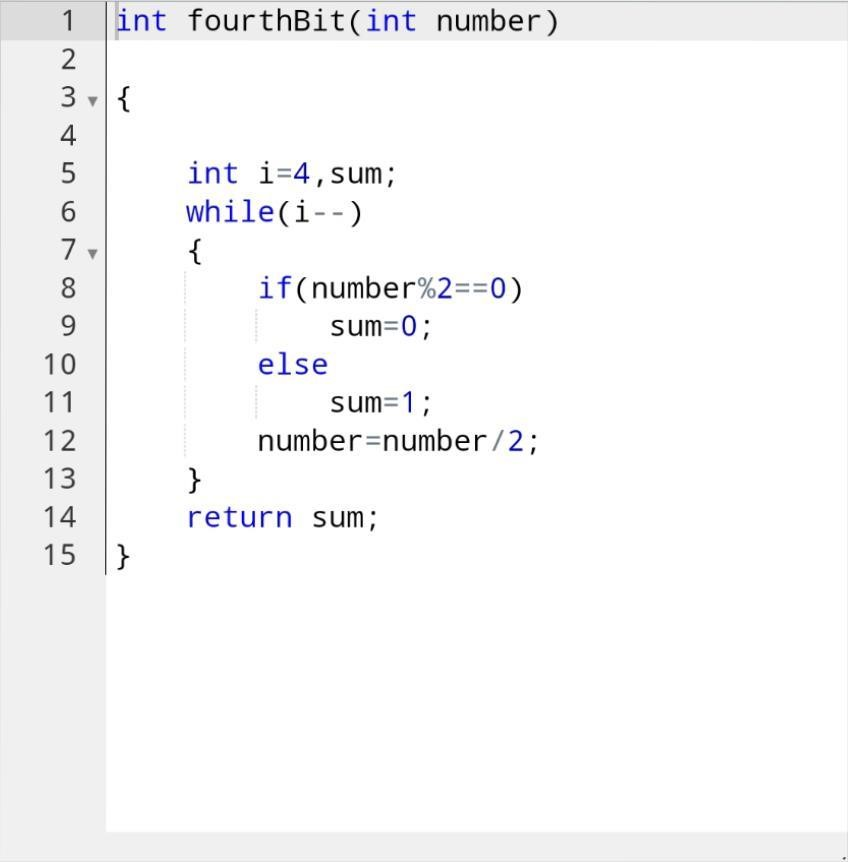 1 int fourthBit(int number)
2
3 {
4
5 int i=4,sum;
6 while(i--)
7 {
8 if(number%2==0)
9 sum=0;
10 else
11 sum=1;
12 number=number/2;
13 }
14 return sum;
15 }